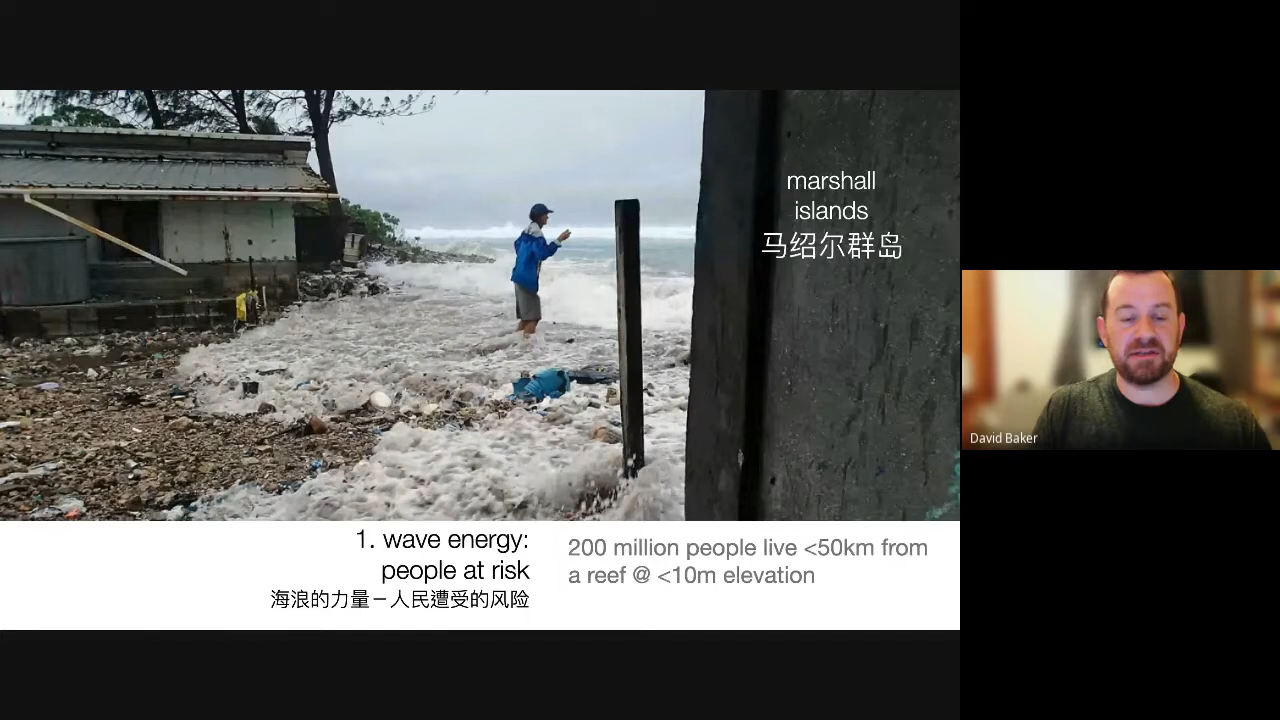 marshall
islands
马绍尔群岛
1. wave energy:
people at risk
海浪的力量－人民遭受的风险
200 million people live <50km from
a reef @ <10m elevation
David Baker